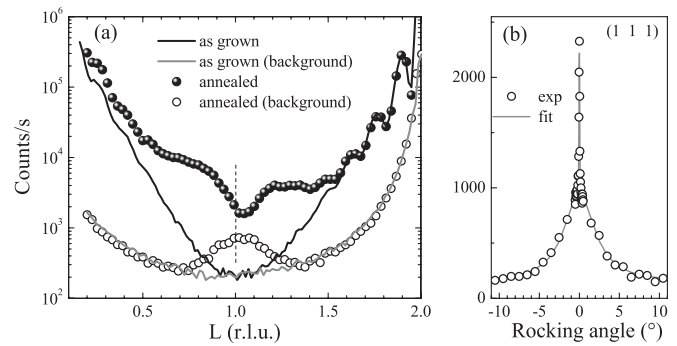 (a)
as grown
as grown (background)
annealed
annealed (background)
Counts/s
10^6
10^5
10^4
10^3
10^2
0.5 1.0 1.5 2.0
L (r.l.u.)
(b) (1 1 1)
exp
fit
2000
1000
0
-10 -5 0 5 10
Rocking angle (°)